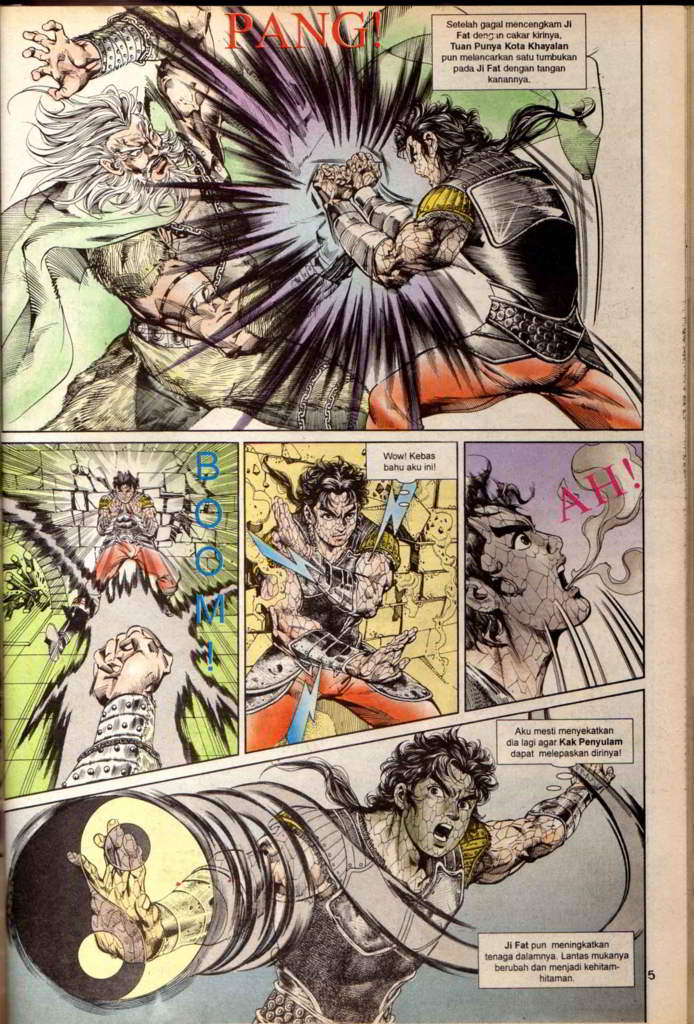 PANG!
Setelah gagal mencengkam Ji
Fat dengan cakar kirinya,
Tuan Punya Kota Khayalan
pun melancarkan satu tumbukan
pada Ji Fat dengan tangan
kanannya.
BOOM!
Wow! Kebas
bahu aku ini!
AH!
Aku mesti menyekatkan
dia lagi agar Kak Penyulam
dapat melepaskan dirinya!
Ji Fat pun meningkatkan
tenaga dalamnya. Lantas mukanya
berubah dan menjadi kehitam-
hitaman.
5